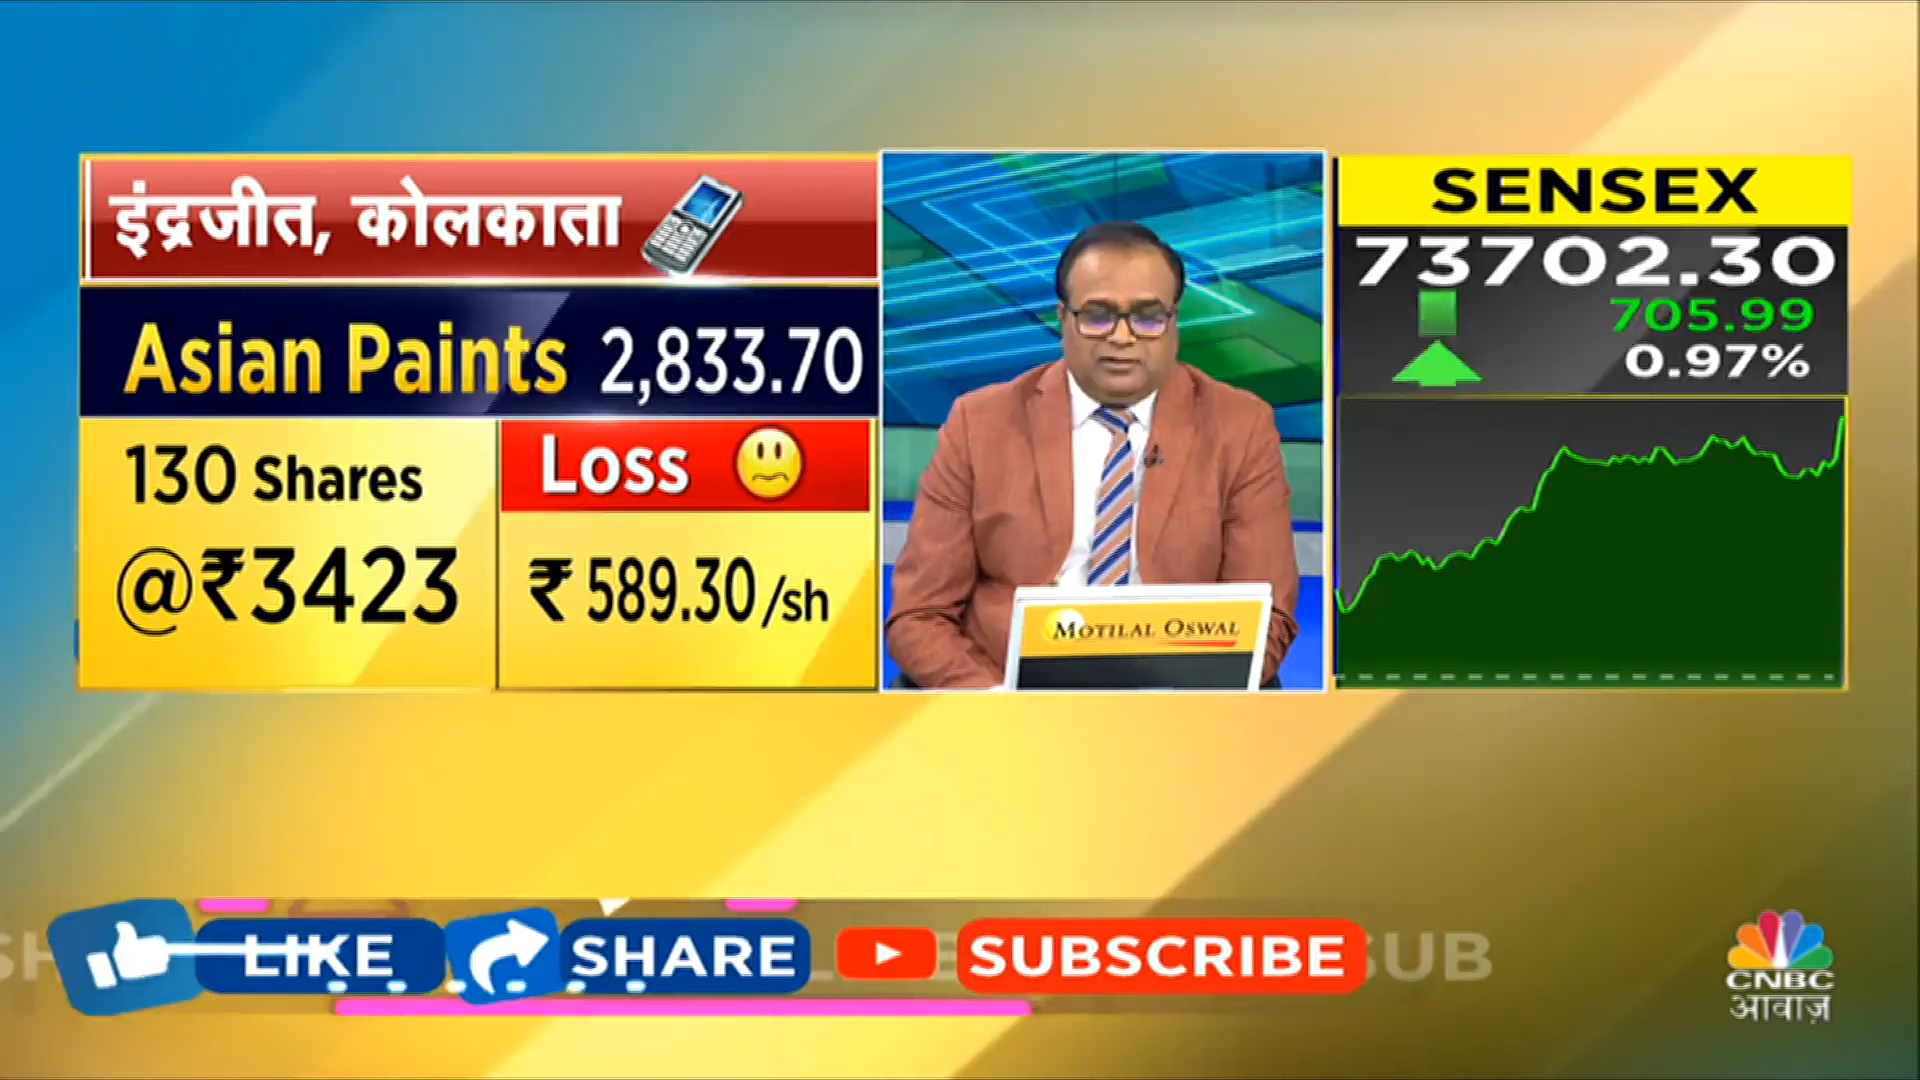 इंद्रजीत, कोलकाता
Asian Paints 2,833.70
130 Shares
@₹3423
Loss
₹ 589.30/sh
MOTILAL OSWAL
SENSEX
73702.30
705.99
0.97%
SH
LIKE
SHARE
SUBSCRIBE
SUB
CNBC
आवाज़